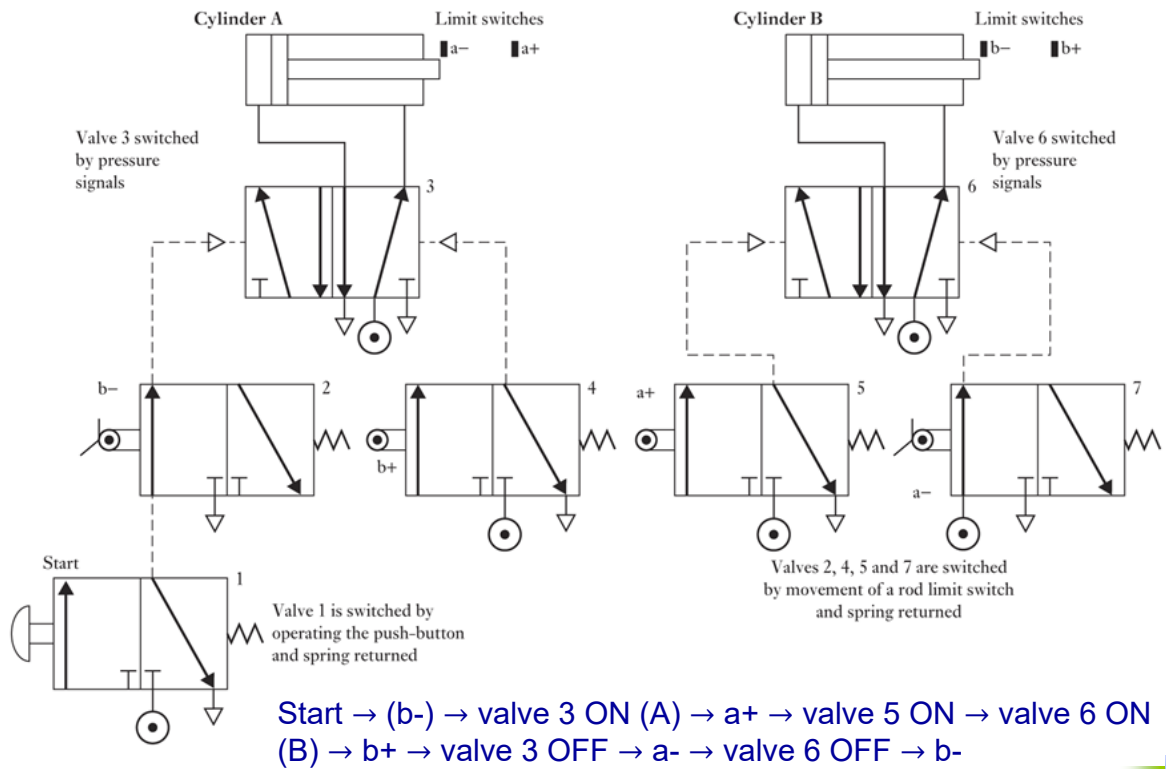 Cylinder A
Limit switches
a−
a+
Cylinder B
Limit switches
b−
b+
Valve 3 switched
by pressure
signals
3
Valve 6 switched
by pressure
signals
6
b−
2
b+
4
a+
5
a−
7
Start
1
Valve 1 is switched by
operating the push-button
and spring returned
Valves 2, 4, 5 and 7 are switched
by movement of a rod limit switch
and spring returned
Start → (b-) → valve 3 ON (A) → a+ → valve 5 ON → valve 6 ON
(B) → b+ → valve 3 OFF → a- → valve 6 OFF → b-